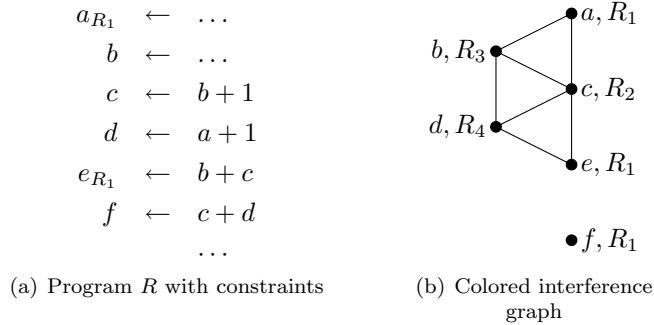 a_{R_1} ← ...
b ← ...
c ← b + 1
d ← a + 1
e_{R_1} ← b + c
f ← c + d
...
(a) Program R with constraints
a, R_1
b, R_3
c, R_2
d, R_4
e, R_1
f, R_1
(b) Colored interference
graph